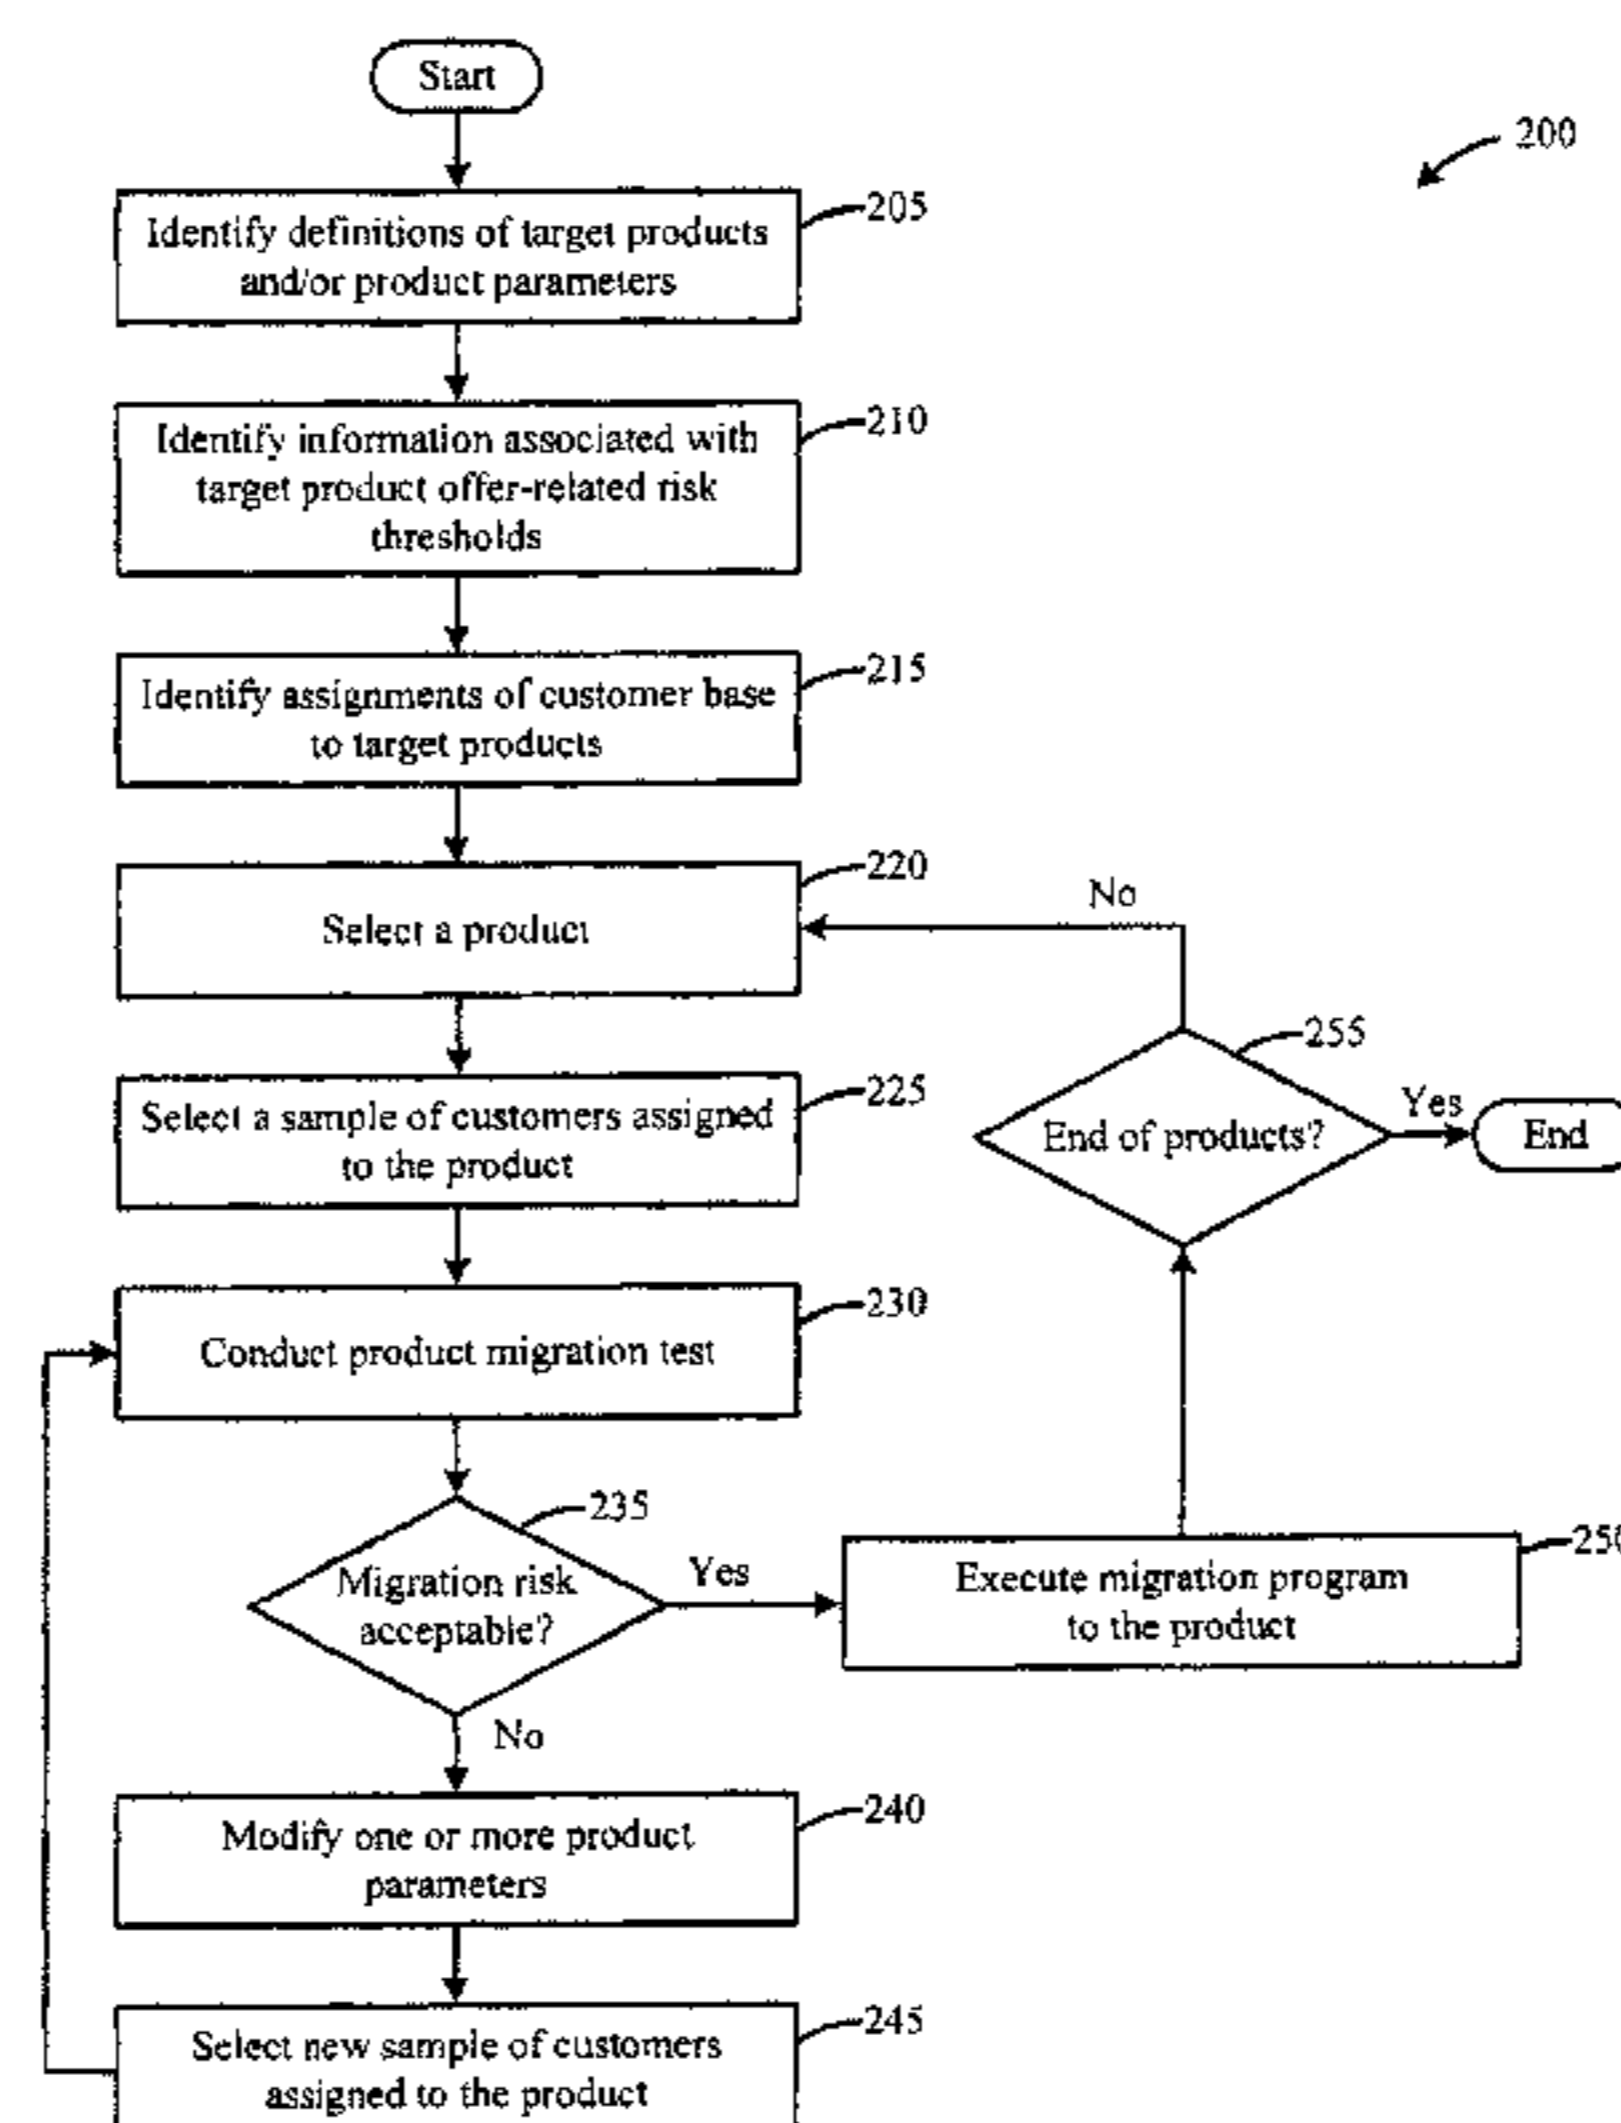 Start
200
205
Identify definitions of target products
and/or product parameters
210
Identify information associated with
target product offer-related risk
thresholds
215
Identify assignments of customer base
to target products
220
Select a product
No
225
Select a sample of customers assigned
to the product
255
End of products?
Yes
End
230
Conduct product migration test
235
Migration risk
acceptable?
Yes
250
Execute migration program
to the product
No
240
Modify one or more product
parameters
245
Select new sample of customers
assigned to the product